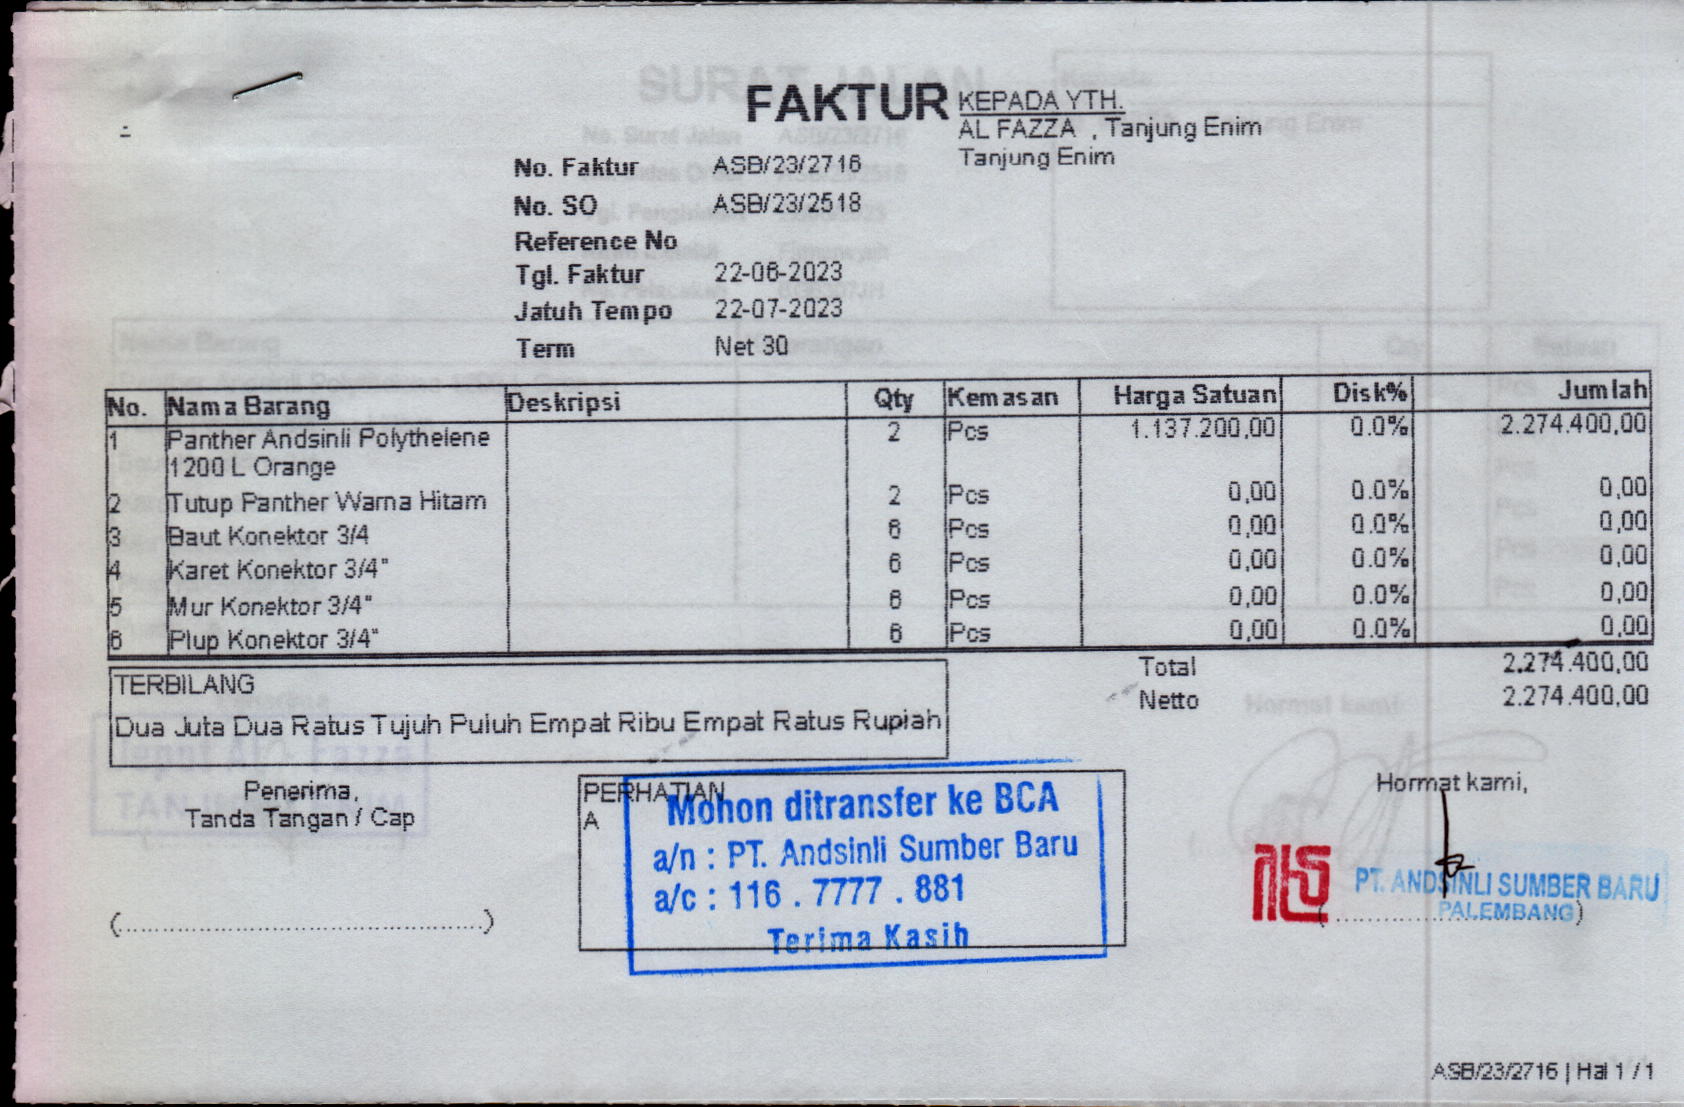 FAKTUR
KEPADA YTH.
AL FAZZA , Tanjung Enim
Tanjung Enim
No. Faktur ASB/23/2716
No. SO ASB/23/2518
Reference No
Tgl. Faktur 22-06-2023
Jatuh Tempo 22-07-2023
Term Net 30
No. Nama Barang Deskripsi Qty Kemasan Harga Satuan Disk% Jumlah
1 Panther Andsinli Polythelene 2 Pcs 1.137.200,00 0.0% 2.274.400,00
1200 L Orange
2 Tutup Panther Warna Hitam 2 Pcs 0,00 0.0% 0,00
3 Baut Konektor 3/4 6 Pcs 0,00 0.0% 0,00
4 Karet Konektor 3/4" 6 Pcs 0,00 0.0% 0,00
5 Mur Konektor 3/4" 6 Pcs 0,00 0.0% 0,00
6 Plup Konektor 3/4" 6 Pcs 0,00 0.0% 0,00
Total 2.274.400,00
Netto 2.274.400,00
TERBILANG
Dua Juta Dua Ratus Tujuh Puluh Empat Ribu Empat Ratus Rupiah
Penerima,
Tanda Tangan / Cap
(............................................)
PERHATIAN
A
Mohon ditransfer ke BCA
a/n : PT. Andsinli Sumber Baru
a/c : 116 . 7777 . 881
Terima Kasih
Hormat kami,
PT. ANDSINLI SUMBER BARU
PALEMBANG
ASB/23/2716 | Hal 1 / 1